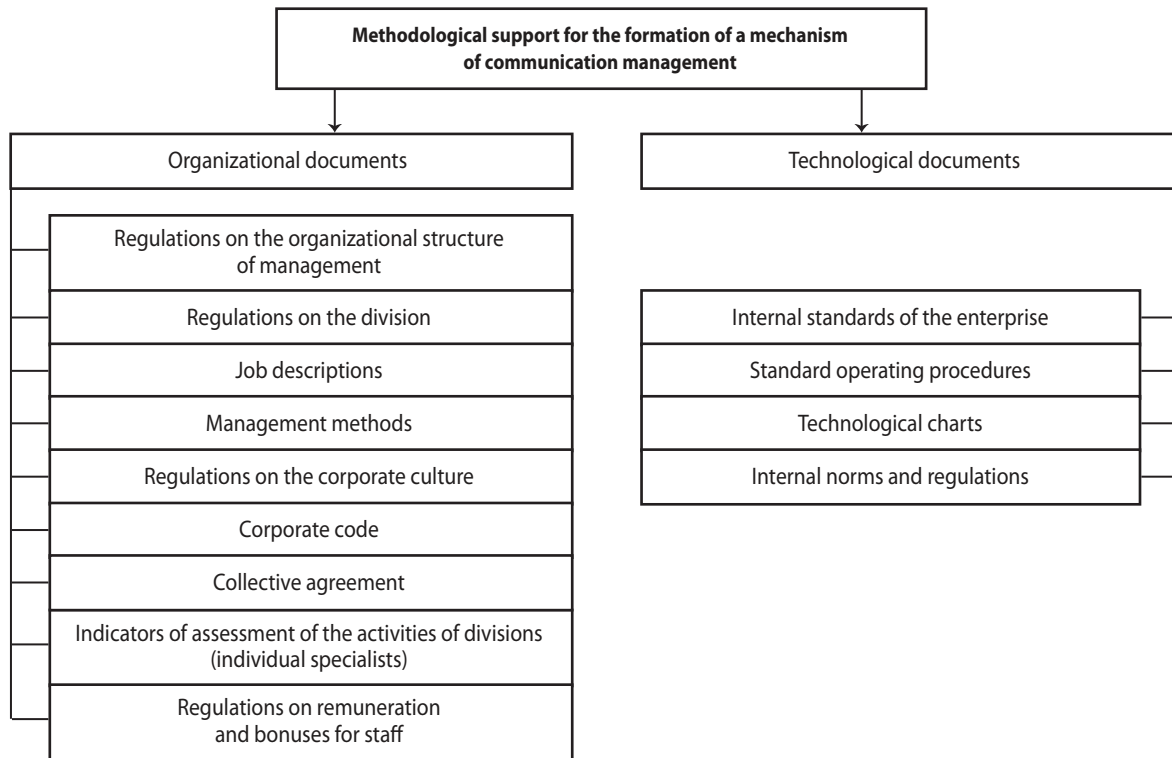 Methodological support for the formation of a mechanism
of communication management
Organizational documents
Regulations on the organizational structure
of management
Regulations on the division
Job descriptions
Management methods
Regulations on the corporate culture
Corporate code
Collective agreement
Indicators of assessment of the activities of divisions
(individual specialists)
Regulations on remuneration
and bonuses for staff
Technological documents
Internal standards of the enterprise
Standard operating procedures
Technological charts
Internal norms and regulations